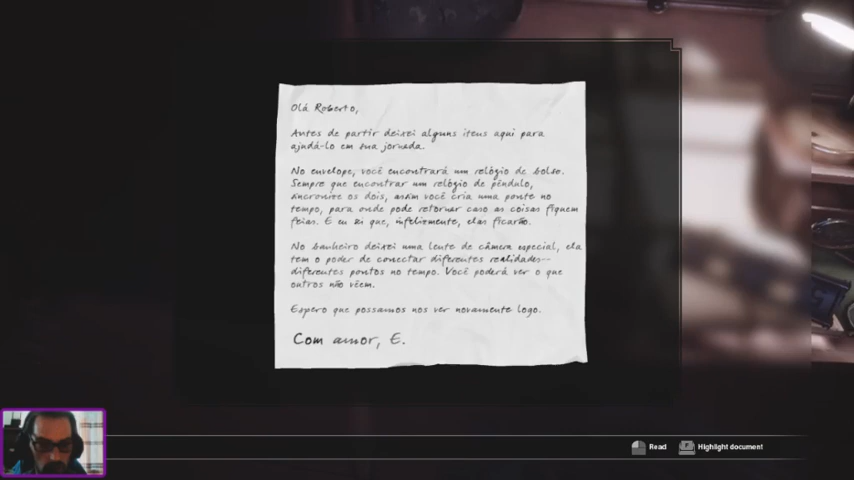 Olá Roberto,
Antes de partir deixei alguns itens aqui para
ajudá-lo em sua jornada.
No envelope, você encontrará um relógio de bolso.
Sempre que encontrar um relógio de pêndulo,
sincronize os dois, assim você cria uma ponte no
tempo, para onde pode retornar caso as coisas fiquem
feias. E eu sei que, infelizmente, elas ficarão.
No banheiro deixei uma lente de câmera especial, ela
tem o poder de conectar diferentes realidades--
diferentes pontos no tempo. Você poderá ver o que
outros não vêem.
Espero que possamos nos ver novamente logo.
Com amor, E.
Read
Highlight document